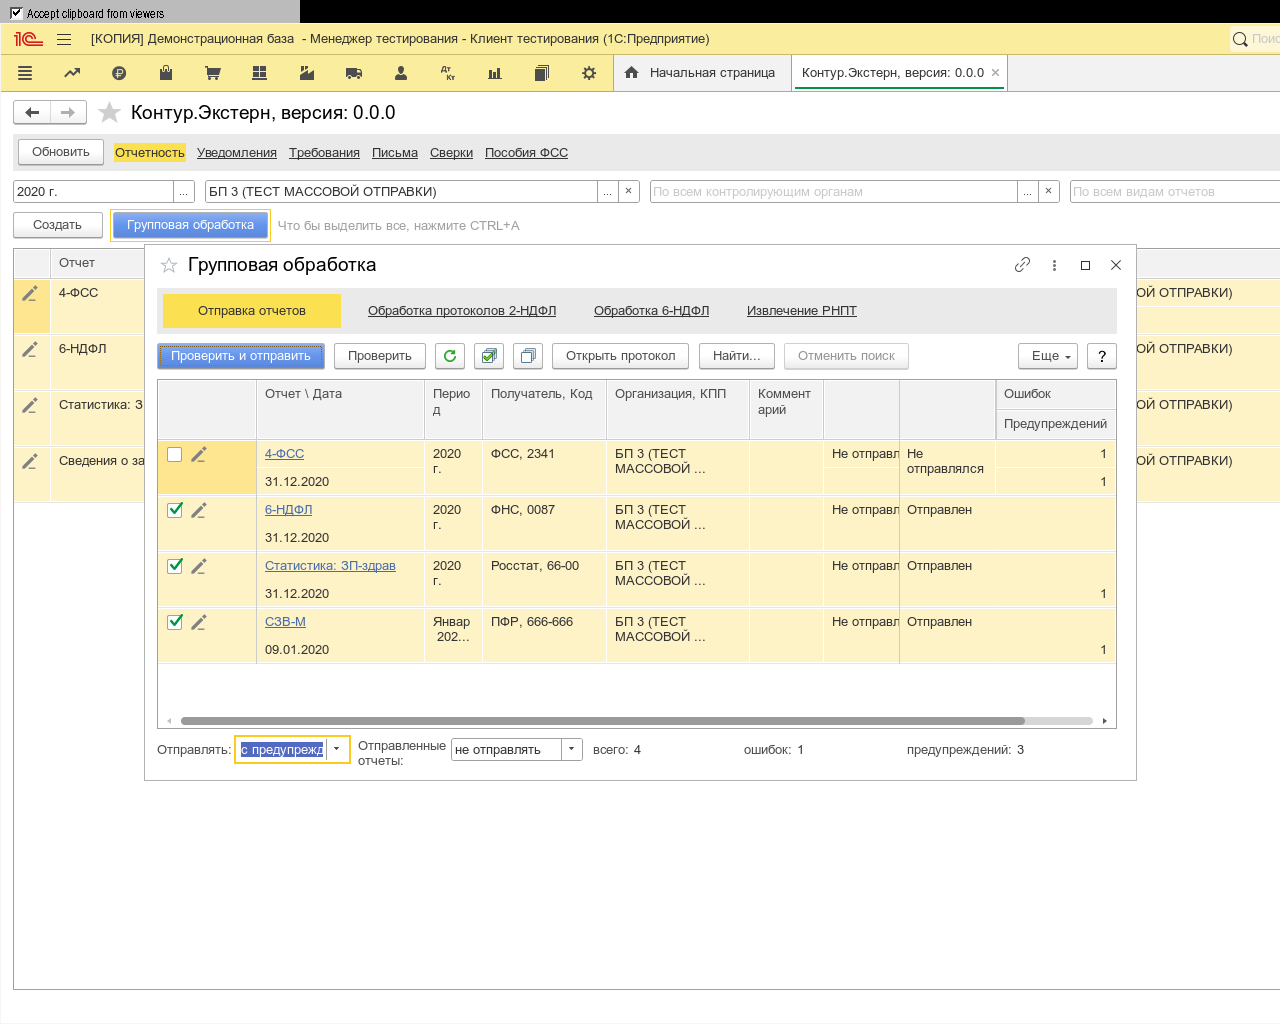 Accept clipboard from viewers
[КОПИЯ] Демонстрационная база - Менеджер тестирования - Клиент тестирования (1С:Предприятие)
Поис
Дт Кт
Начальная страница
Контур.Экстерн, версия: 0.0.0
Контур.Экстерн, версия: 0.0.0
Обновить Отчетность Уведомления Требования Письма Сверки Пособия ФСС
2020 г. ... БП 3 (ТЕСТ МАССОВОЙ ОТПРАВКИ) ... × По всем контролирующим органам ... × По всем видам отчетов
Создать Групповая обработка Что бы выделить все, нажмите CTRL+A
Отчет
4-ФСС
ОЙ ОТПРАВКИ)
6-НДФЛ
ОЙ ОТПРАВКИ)
Статистика: З
ОЙ ОТПРАВКИ)
Сведения о за
ОЙ ОТПРАВКИ)
Групповая обработка
Отправка отчетов Обработка протоколов 2-НДФЛ Обработка 6-НДФЛ Извлечение РНПТ
Проверить и отправить Проверить Открыть протокол Найти... Отменить поиск Еще ?
Отчет \ Дата Перио Получатель, Код Организация, КПП Коммент Ошибок
д арий Предупреждений
4-ФСС 2020 ФСС, 2341 БП 3 (ТЕСТ Не отправл Не 1
г. МАССОВОЙ ... отправлялся
31.12.2020 1
6-НДФЛ 2020 ФНС, 0087 БП 3 (ТЕСТ Не отправл Отправлен
г. МАССОВОЙ ...
31.12.2020
Статистика: ЗП-здрав 2020 Росстат, 66-00 БП 3 (ТЕСТ Не отправл Отправлен
г. МАССОВОЙ ...
31.12.2020 1
СЗВ-М Январ ПФР, 666-666 БП 3 (ТЕСТ Не отправл Отправлен
202... МАССОВОЙ ...
09.01.2020 1
Отправлять: с предупрежд Отправленные отчеты: не отправлять всего: 4 ошибок: 1 предупреждений: 3